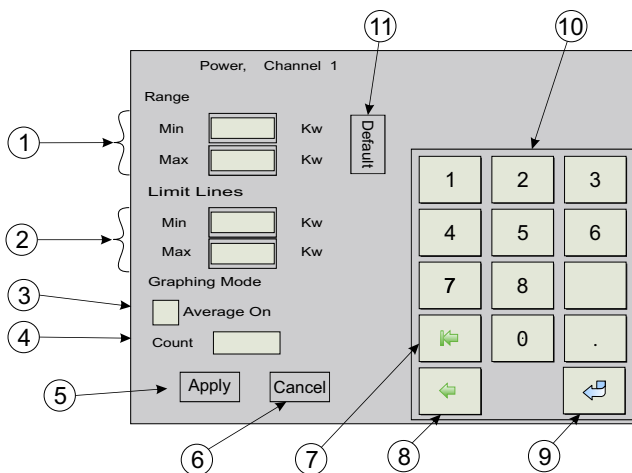 11
10
Power, Channel 1
Range
1
Min Kw
Default
Max Kw
1 2 3
Limit Lines
2
Min Kw
4 5 6
Max Kw
Graphing Mode
3
7 8
Average On
4
Count
0 .
5
Apply Cancel
6 7 8 9